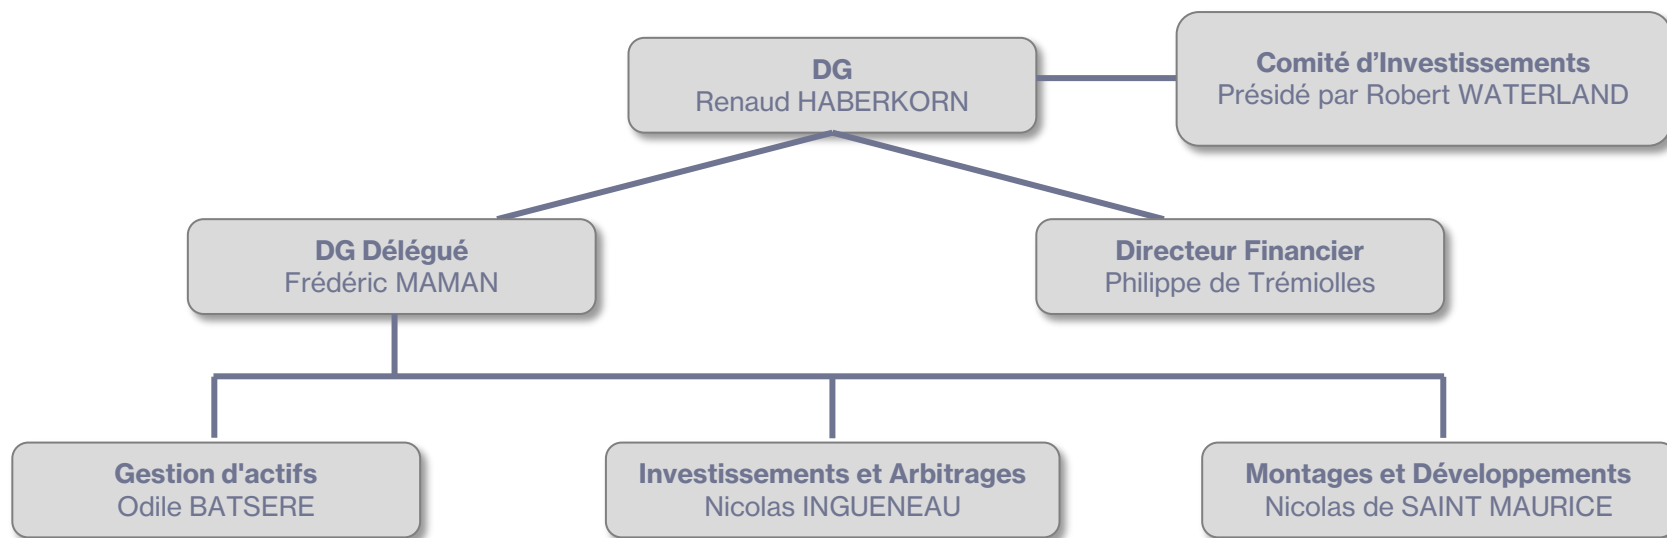 DG
Renaud HABERKORN
Comité d’Investissements
Présidé par Robert WATERLAND
DG Délégué
Frédéric MAMAN
Directeur Financier
Philippe de Trémiolles
Gestion d'actifs
Odile BATSERE
Investissements et Arbitrages
Nicolas INGUENEAU
Montages et Développements
Nicolas de SAINT MAURICE